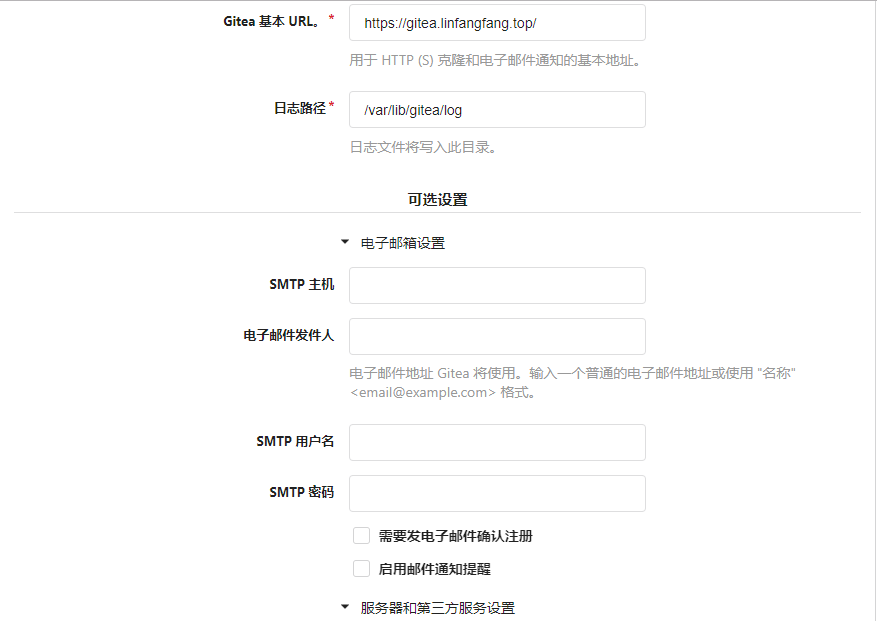 Gitea 基本 URL。*
https://gitea.linfangfang.top/
用于 HTTP (S) 克隆和电子邮件通知的基本地址。
日志路径*
/var/lib/gitea/log
日志文件将写入此目录。
可选设置
电子邮箱设置
SMTP 主机
电子邮件发件人
电子邮件地址 Gitea 将使用。输入一个普通的电子邮件地址或使用 "名称"
<email@example.com> 格式。
SMTP 用户名
SMTP 密码
需要发电子邮件确认注册
启用邮件通知提醒
服务器和第三方服务设置